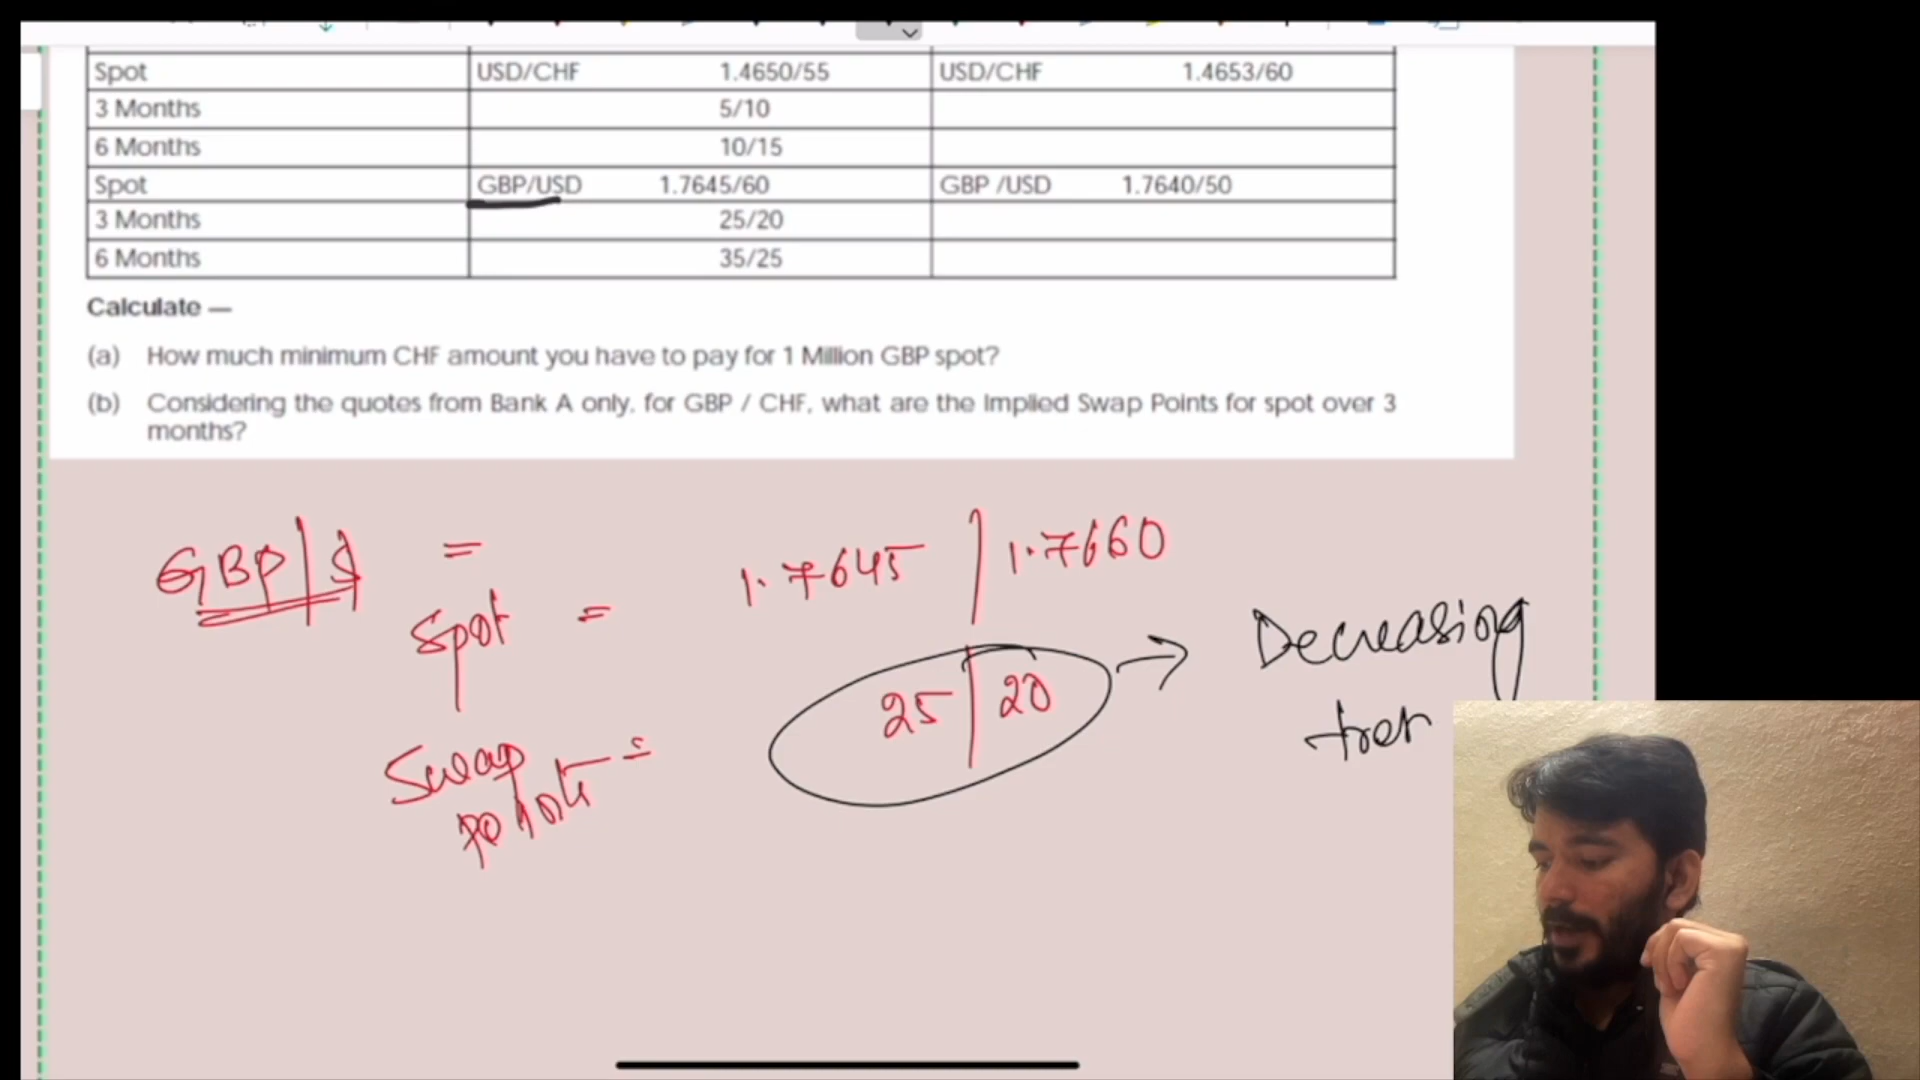 Spot USD/CHF 1.4650/55 USD/CHF 1.4653/60
3 Months 5/10
6 Months 10/15
Spot GBP/USD 1.7645/60 GBP /USD 1.7640/50
3 Months 25/20
6 Months 35/25
Calculate —
(a) How much minimum CHF amount you have to pay for 1 Million GBP spot?
(b) Considering the quotes from Bank A only, for GBP / CHF, what are the Implied Swap Points for spot over 3
months?
GBP/$ = 1.7645 | 1.7660
Spot =
Swap 25 | 20 → Decreasing
points =